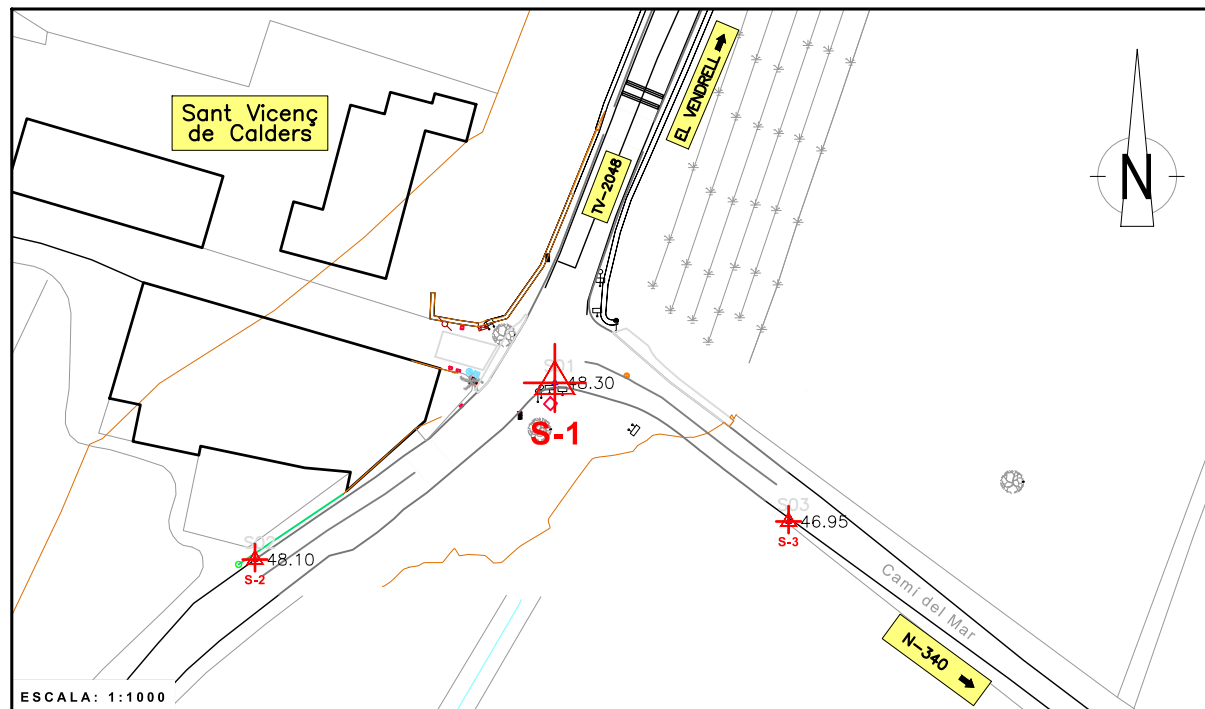 Sant Vicenç
de Calders
EL VENDRELL
TV-2048
N
S01
48.30
S-1
S03
46.95
S-3
S02
48.10
S-2
Camí del Mar
N-340
ESCALA: 1:1000